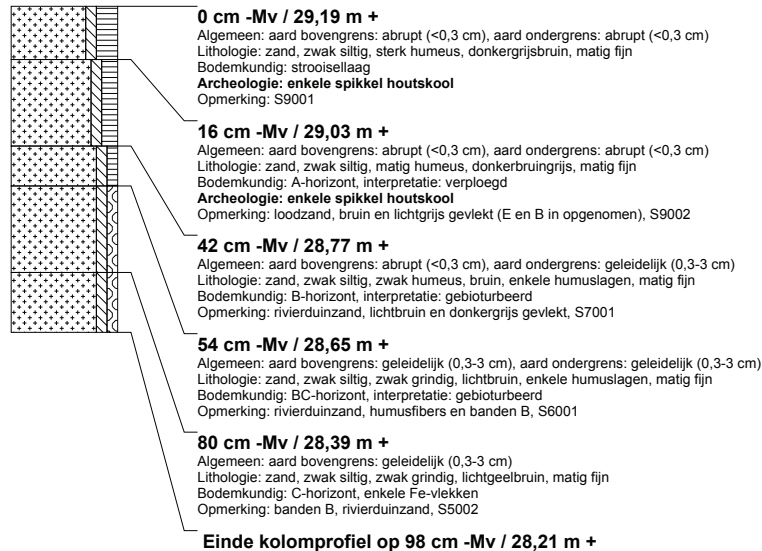 0 cm -Mv / 29,19 m +
Algemeen: aard bovengrens: abrupt (<0,3 cm), aard ondergrens: abrupt (<0,3 cm)
Lithologie: zand, zwak siltig, sterk humeus, donkergrijsbruin, matig fijn
Bodemkundig: strooisellaag
Archeologie: enkele spikkel houtskool
Opmerking: S9001
16 cm -Mv / 29,03 m +
Algemeen: aard bovengrens: abrupt (<0,3 cm), aard ondergrens: abrupt (<0,3 cm)
Lithologie: zand, zwak siltig, matig humeus, donkerbruingrijs, matig fijn
Bodemkundig: A-horizont, interpretatie: verploegd
Archeologie: enkele spikkel houtskool
Opmerking: loodzand, bruin en lichtgrijs gevlekt (E en B in opgenomen), S9002
42 cm -Mv / 28,77 m +
Algemeen: aard bovengrens: abrupt (<0,3 cm), aard ondergrens: geleidelijk (0,3-3 cm)
Lithologie: zand, zwak siltig, zwak humeus, bruin, enkele humuslagen, matig fijn
Bodemkundig: B-horizont, interpretatie: gebioturbeerd
Opmerking: rivierduinzand, lichtbruin en donkergrijs gevlekt, S7001
54 cm -Mv / 28,65 m +
Algemeen: aard bovengrens: geleidelijk (0,3-3 cm), aard ondergrens: geleidelijk (0,3-3 cm)
Lithologie: zand, zwak siltig, zwak grindig, lichtbruin, enkele humuslagen, matig fijn
Bodemkundig: BC-horizont, interpretatie: gebioturbeerd
Opmerking: rivierduinzand, humusfibers en banden B, S6001
80 cm -Mv / 28,39 m +
Algemeen: aard bovengrens: geleidelijk (0,3-3 cm)
Lithologie: zand, zwak siltig, zwak grindig, lichtgeelbruin, matig fijn
Bodemkundig: C-horizont, enkele Fe-vlekken
Opmerking: banden B, rivierduinzand, S5002
Einde kolomprofiel op 98 cm -Mv / 28,21 m +